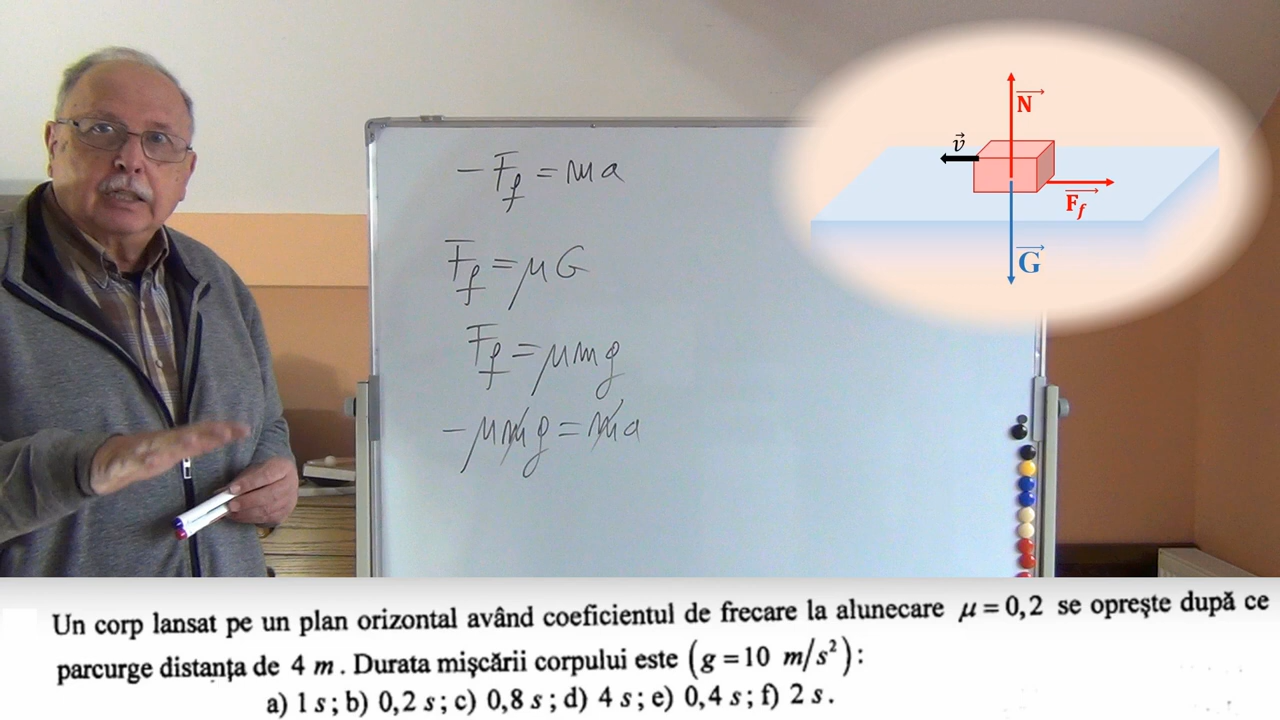 -F_f = ma
F_f = μG
F_f = μmg
-μmg = ma
N
v
F_f
G
Un corp lansat pe un plan orizontal având coeficientul de frecare la alunecare μ = 0,2 se oprește după ce
parcurge distanța de 4 m. Durata mișcării corpului este (g = 10 m/s²):
a) 1 s; b) 0,2 s; c) 0,8 s; d) 4 s; e) 0,4 s; f) 2 s.